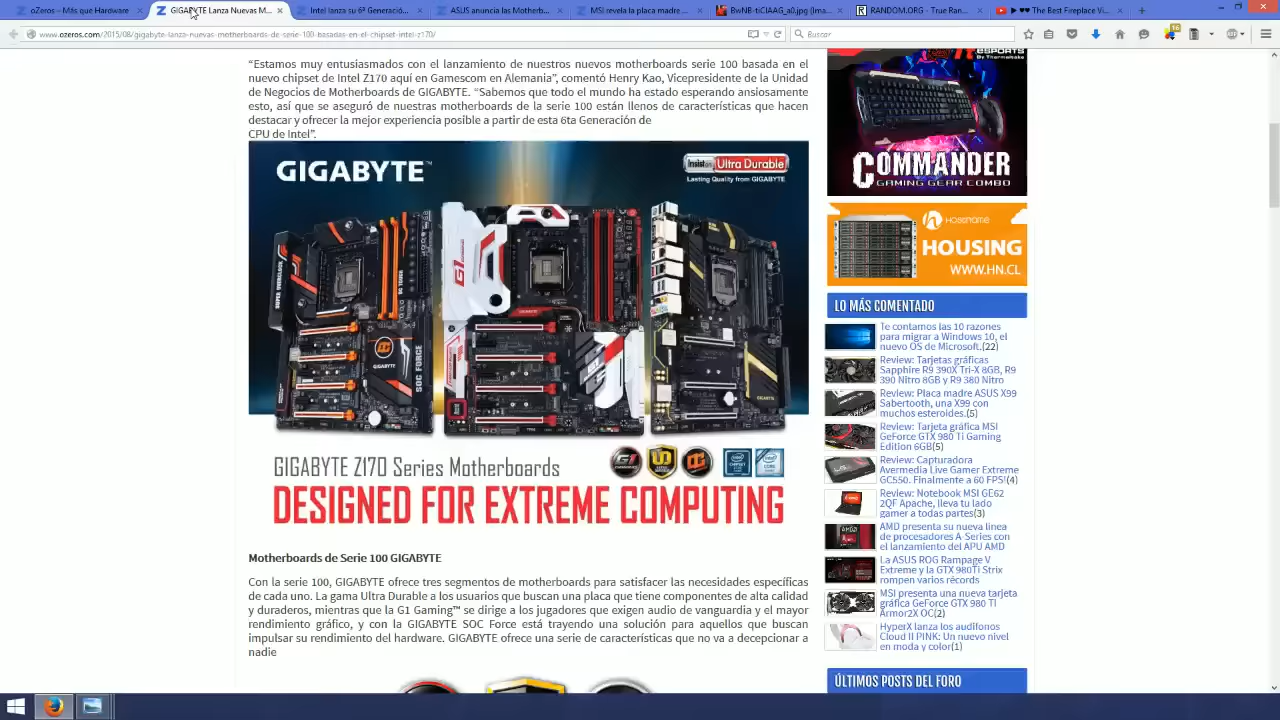 Ozeros - Más que Hardware
GIGABYTE Lanza Nuevas M...
Intel lanza su 6º Generació...
ASUS anuncia las Motherb...
MSI revela la placa madre ...
BwNB-tiCIAAG_a0.jpg (ima...
RANDOM.ORG - True Ran...
The Best Fireplace Vi...
www.ozeros.com/2015/08/gigabyte-lanza-nuevas-motherboards-de-serie-100-basadas-en-el-chipset-intel-z170/
Buscar
18
“Estamos muy entusiasmados con el lanzamiento de nuestros nuevos motherboards serie 100 basada en el
nuevo chipset de Intel Z170 aquí en Gamescom en Alemania”, comentó Henry Kao, Vicepresidente de la Unidad
de Negocios de Motherboards de GIGABYTE. “Sabemos que todo el mundo ha estado esperando ansiosamente
esto, así que se aseguró de nuestras motherboards de la serie 100 están llenos de características que hacen
destacar y ofrecer la mejor experiencia posible a partir de esta 6ta Generación de
CPU de Intel”.
GIGABYTE™
Insist on Ultra Durable™
Lasting Quality from GIGABYTE
SOC FORCE
G1
GIGABYTE
GIGABYTE Z170 Series Motherboards
DESIGNED FOR EXTREME COMPUTING
Motherboards de Serie 100 GIGABYTE
En la Serie 100, GIGABYTE ofrece tres segmentos de motherboards para satisfacer las necesidades específicas
de cada uno. La gama Ultra Durable a los usuarios que buscan una placa que tiene componentes de alta calidad
y duraderos, mientras que la G1 Gaming™ se dirige a los jugadores que exigen audio de vanguardia y el mayor
rendimiento gráfico, y con la GIGABYTE SOC Force está trayendo una solución para aquellos que buscan
impulsar su rendimiento del hardware. GIGABYTE ofrece una serie de características que no va a decepcionar a
nadie
eSPORTS
By Thermaltake
COMMANDER
GAMING GEAR COMBO
HOSTNAME
HOUSING
WWW.HN.CL
LO MÁS COMENTADO
Te contamos las 10 razones
para migrar a Windows 10, el
nuevo OS de Microsoft.(22)
Review: Tarjetas gráficas
Sapphire R9 390X Tri-X 8GB, R9
390 Nitro 8GB y R9 380 Nitro
Review: Placa madre ASUS X99
Sabertooth, una X99 con
muchos esteroides.(5)
Review: Tarjeta gráfica MSI
GeForce GTX 980 Ti Gaming
Edition 6GB(5)
Review: Capturadora
Avermedia Live Gamer Extreme
GC550. Finalmente a 60 FPS!(4)
Review: Notebook MSI GE62
2QF Apache, lleva tu lado
gamer a todas partes(3)
AMD presenta su nueva línea
de procesadores A-Series con
el lanzamiento del APU AMD
La ASUS ROG Rampage V
Extreme y la GTX 980Ti Strix
rompen varios récords
MSI presenta una nueva tarjeta
gráfica GeForce GTX 980 TI
Armor2X OC(2)
HyperX lanza los audífonos
Cloud II PINK: Un nuevo nivel
en moda y color(1)
ÚLTIMOS POSTS DEL FORO